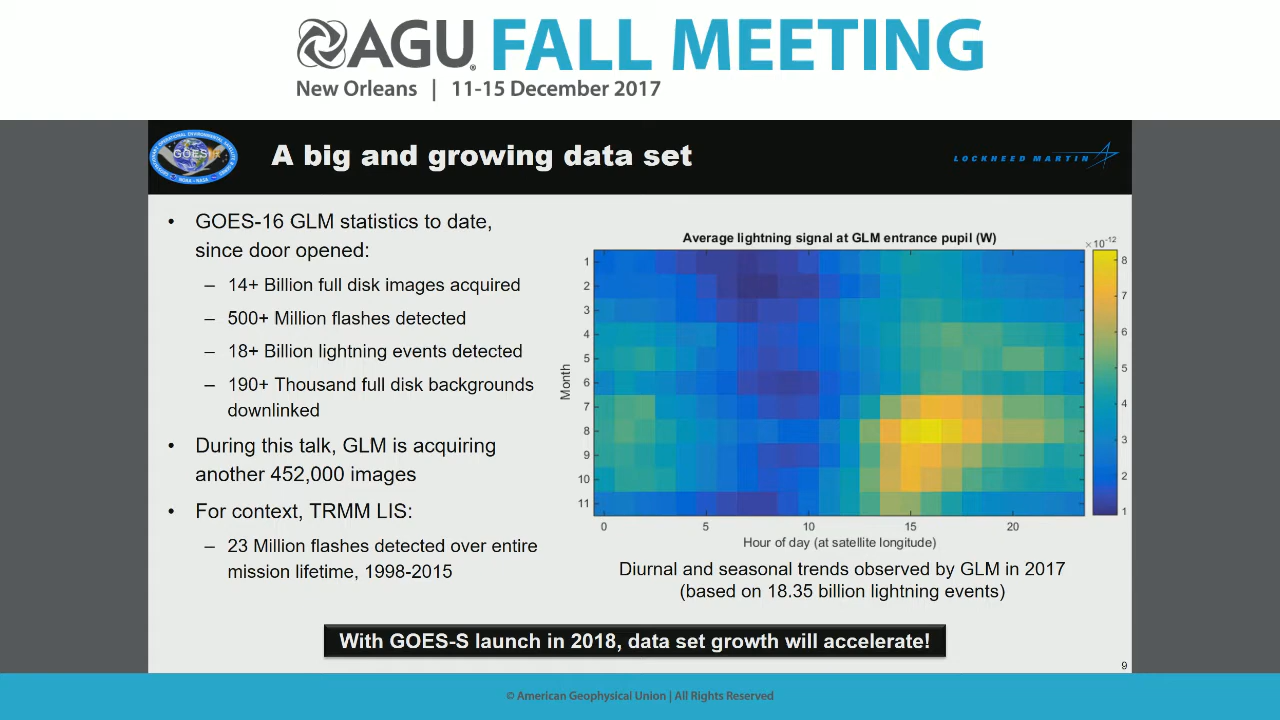 AGU FALL MEETING
New Orleans | 11-15 December 2017
GOES-R
A big and growing data set
LOCKHEED MARTIN
• GOES-16 GLM statistics to date,
since door opened:
– 14+ Billion full disk images acquired
– 500+ Million flashes detected
– 18+ Billion lightning events detected
– 190+ Thousand full disk backgrounds
downlinked
• During this talk, GLM is acquiring
another 452,000 images
• For context, TRMM LIS:
– 23 Million flashes detected over entire
mission lifetime, 1998-2015
Average lightning signal at GLM entrance pupil (W)
×10-12
Month
1
2
3
4
5
6
7
8
9
10
11
0 5 10 15 20
Hour of day (at satellite longitude)
8
7
6
5
4
3
2
1
Diurnal and seasonal trends observed by GLM in 2017
(based on 18.35 billion lightning events)
With GOES-S launch in 2018, data set growth will accelerate!
9
© American Geophysical Union | All Rights Reserved